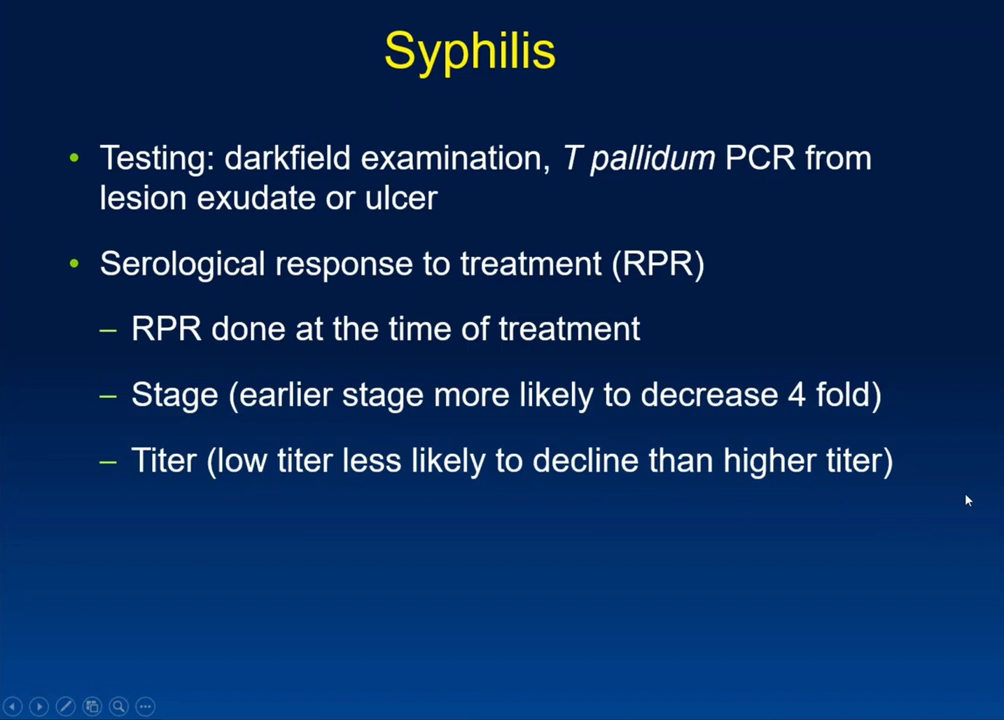 Syphilis
• Testing: darkfield examination, T pallidum PCR from
lesion exudate or ulcer
• Serological response to treatment (RPR)
– RPR done at the time of treatment
– Stage (earlier stage more likely to decrease 4 fold)
– Titer (low titer less likely to decline than higher titer)